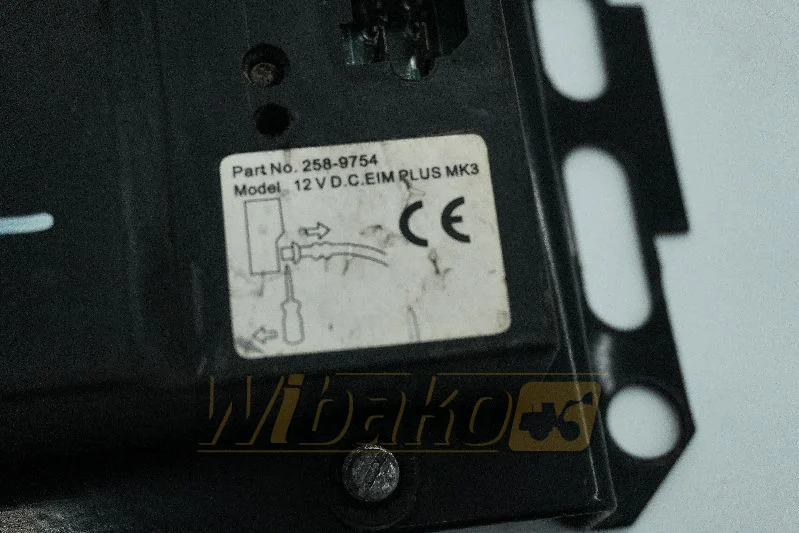 Part No. 258-9754
Model 12 V D.C.EIM PLUS MK3
CE
Wibako